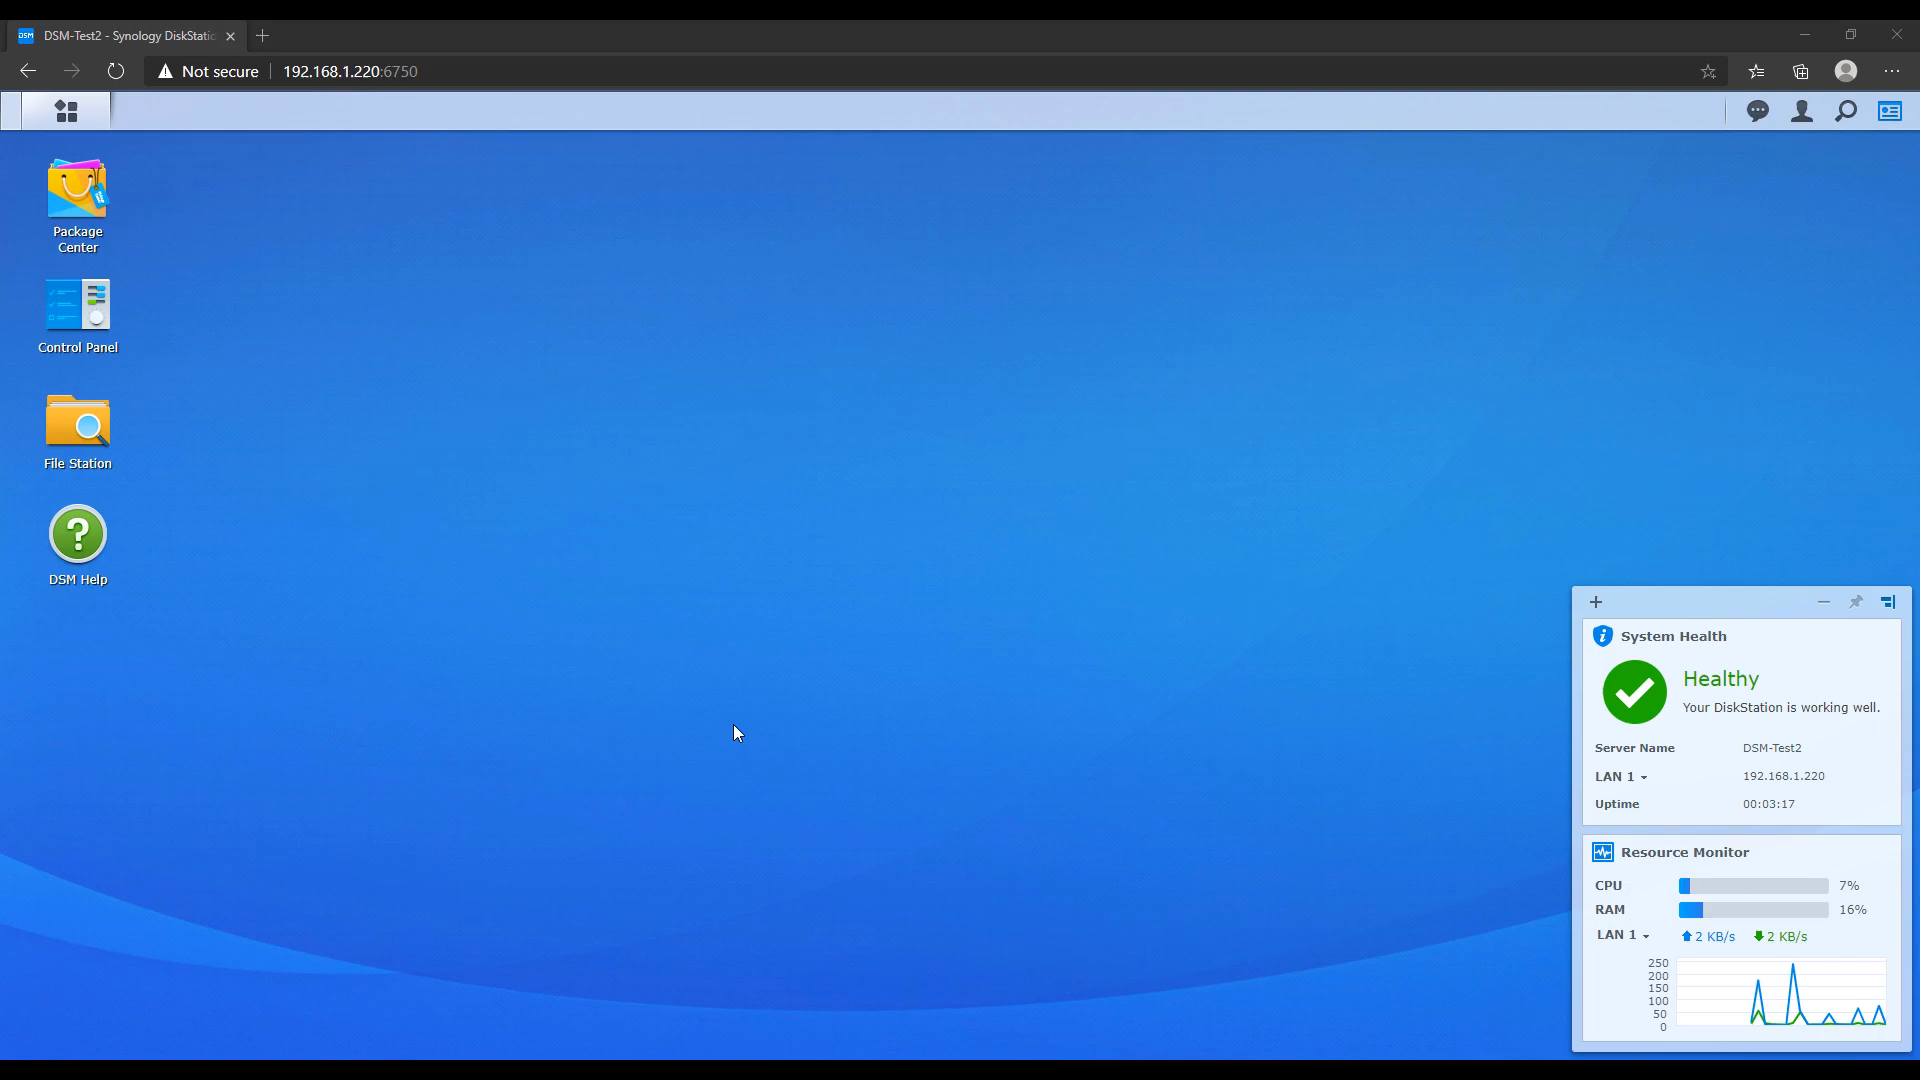 DSM DSM-Test2 - Synology DiskStatio
Not secure 192.168.1.220:6750
Package
Center
Control Panel
File Station
DSM Help
System Health
Healthy
Your DiskStation is working well.
Server Name DSM-Test2
LAN 1 192.168.1.220
Uptime 00:03:17
Resource Monitor
CPU 7%
RAM 16%
LAN 1 2 KB/s 2 KB/s
250
200
150
100
50
0